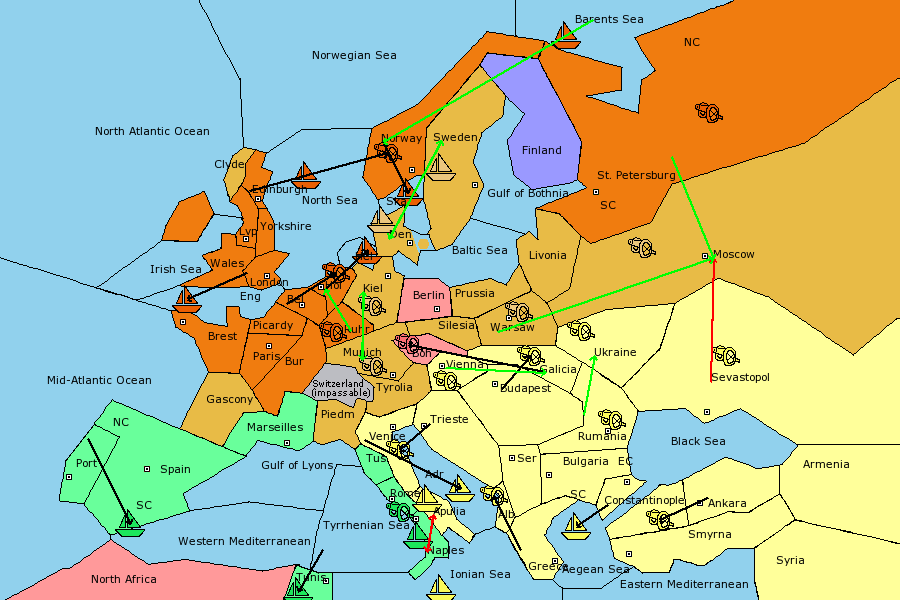 Barents Sea
NC
Norwegian Sea
North Atlantic Ocean
Norway
Sweden
Finland
Clyde
St. Petersburg
Edinburgh
North Sea
Ska
Gulf of Bothnia
SC
Yorkshire
Lvp
Den
Baltic Sea
Livonia
Moscow
Irish Sea
Wales
London
Hel
Eng
Bel
Hol
Kiel
Berlin
Prussia
Brest
Picardy
Ruhr
Silesia
Warsaw
Paris
Bur
Munich
Boh
Ukraine
Vienna
Galicia
Mid-Atlantic Ocean
Switzerland
(impassable)
Tyrolia
Budapest
Sevastopol
Gascony
Piedm
Trieste
NC
Marseilles
Venice
Rumania
Black Sea
Port
Spain
Gulf of Lyons
Tus
Ser
Bulgaria
EC
Armenia
Adr
SC
Rome
SC
Constantinople
Ankara
Apulia
Alb
Tyrrhenian Sea
Western Mediterranean
Naples
Smyrna
Syria
North Africa
Tunis
Ionian Sea
Greece
Aegean Sea
Eastern Mediterranean